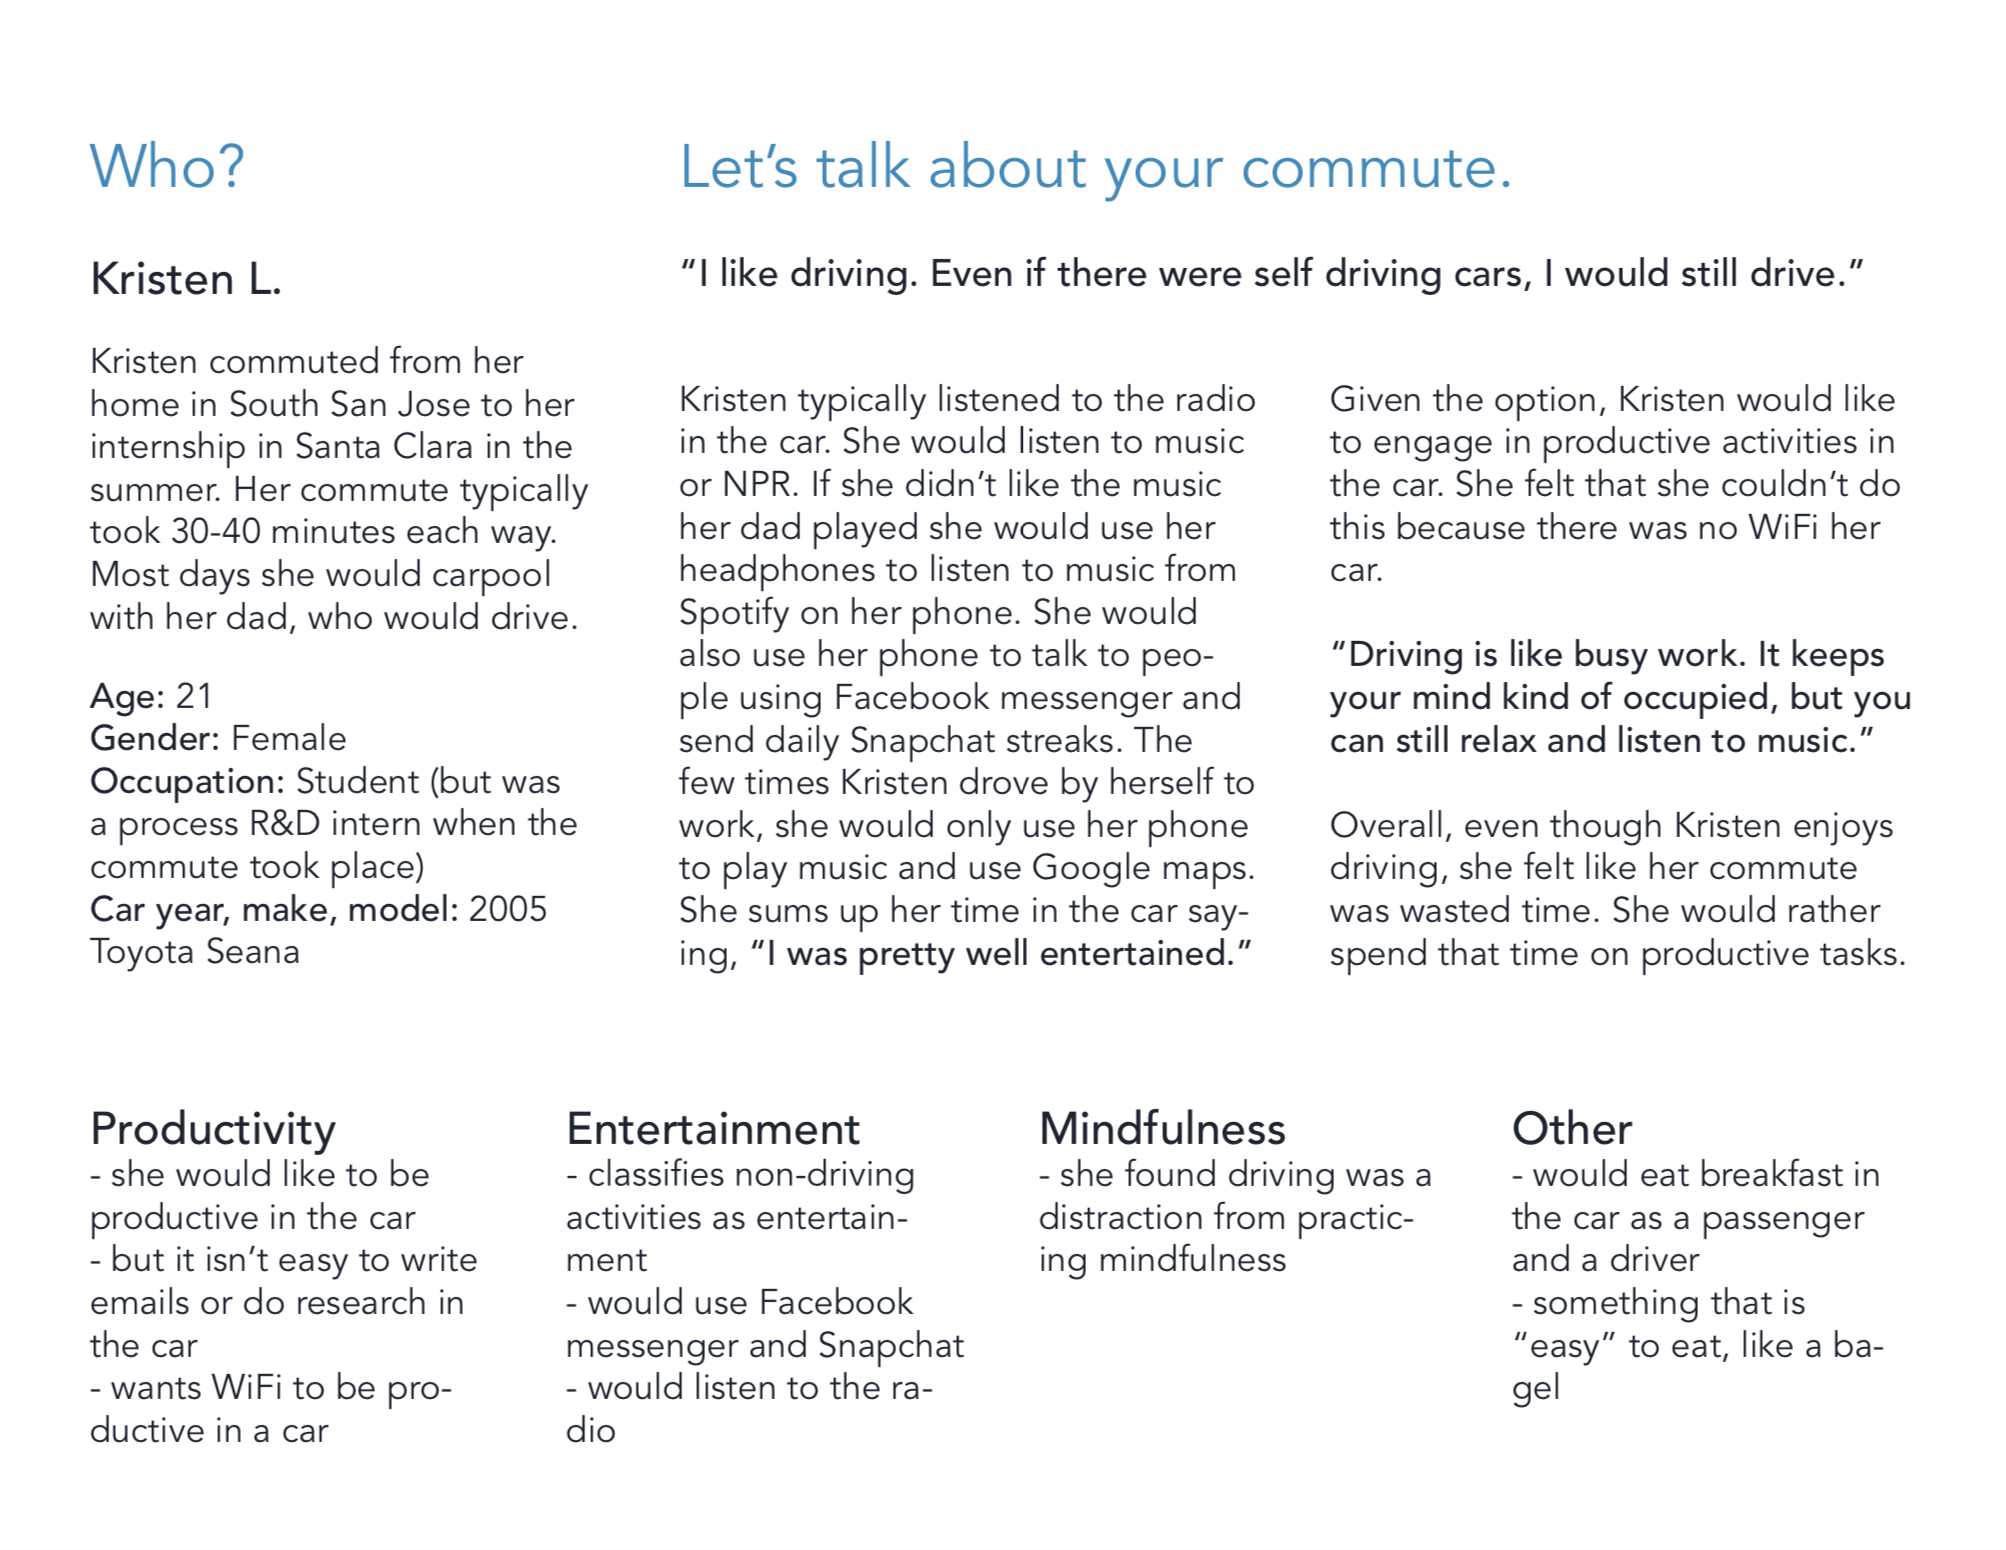 Who?
Kristen L.
Kristen commuted from her
home in South San Jose to her
internship in Santa Clara in the
summer. Her commute typically
took 30-40 minutes each way.
Most days she would carpool
with her dad, who would drive.
Age: 21
Gender: Female
Occupation: Student (but was
a process R&D intern when the
commute took place)
Car year, make, model: 2005
Toyota Seana
Let’s talk about your commute.
“I like driving. Even if there were self driving cars, I would still drive.”
Kristen typically listened to the radio
in the car. She would listen to music
or NPR. If she didn’t like the music
her dad played she would use her
headphones to listen to music from
Spotify on her phone. She would
also use her phone to talk to peo-
ple using Facebook messenger and
send daily Snapchat streaks. The
few times Kristen drove by herself to
work, she would only use her phone
to play music and use Google maps.
She sums up her time in the car say-
ing, “I was pretty well entertained.”
Given the option, Kristen would like
to engage in productive activities in
the car. She felt that she couldn’t do
this because there was no WiFi her
car.
“Driving is like busy work. It keeps
your mind kind of occupied, but you
can still relax and listen to music.”
Overall, even though Kristen enjoys
driving, she felt like her commute
was wasted time. She would rather
spend that time on productive tasks.
Productivity
- she would like to be
productive in the car
- but it isn’t easy to write
emails or do research in
the car
- wants WiFi to be pro-
ductive in a car
Entertainment
- classifies non-driving
activities as entertain-
ment
- would use Facebook
messenger and Snapchat
- would listen to the ra-
dio
Mindfulness
- she found driving was a
distraction from practic-
ing mindfulness
Other
- would eat breakfast in
the car as a passenger
and a driver
- something that is
“easy” to eat, like a ba-
gel